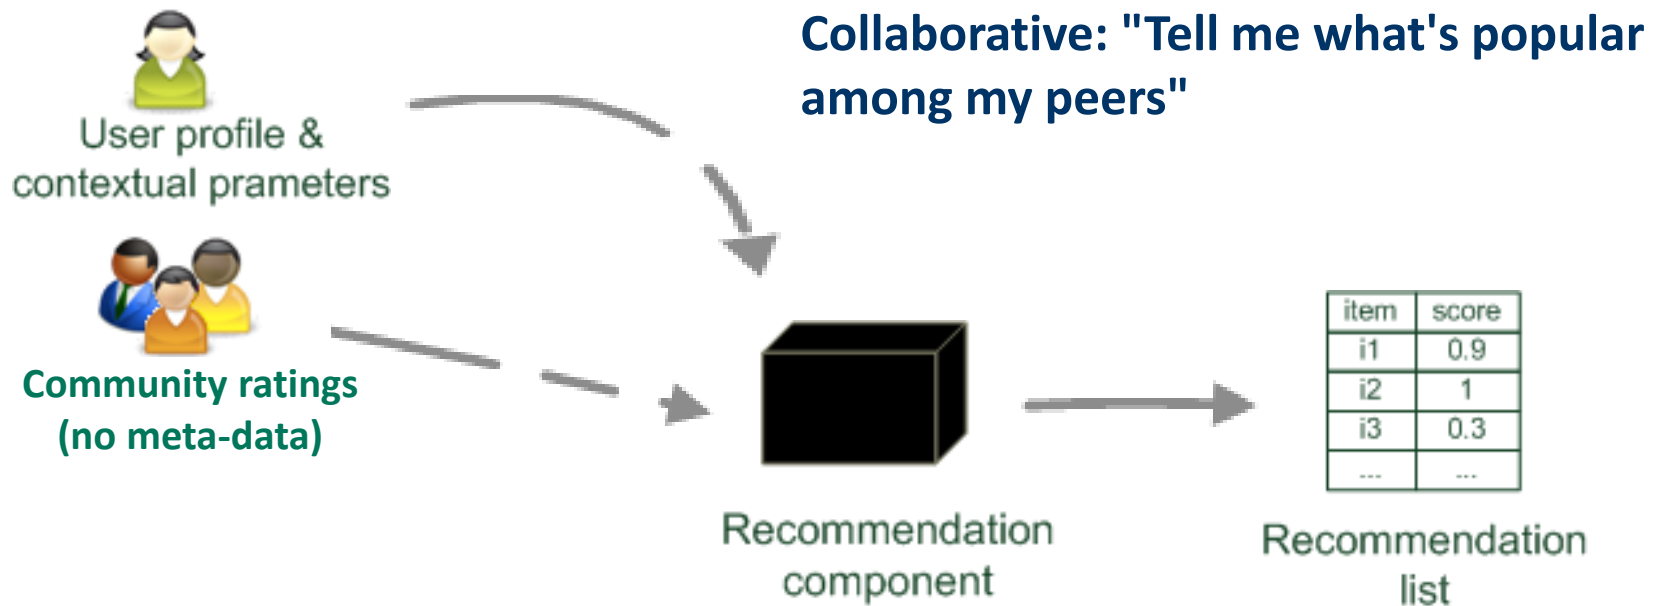 Collaborative: "Tell me what's popular
among my peers"
User profile &
contextual prameters
Community ratings
(no meta-data)
Recommendation
component
item score
i1 0.9
i2 1
i3 0.3
... ...
Recommendation
list